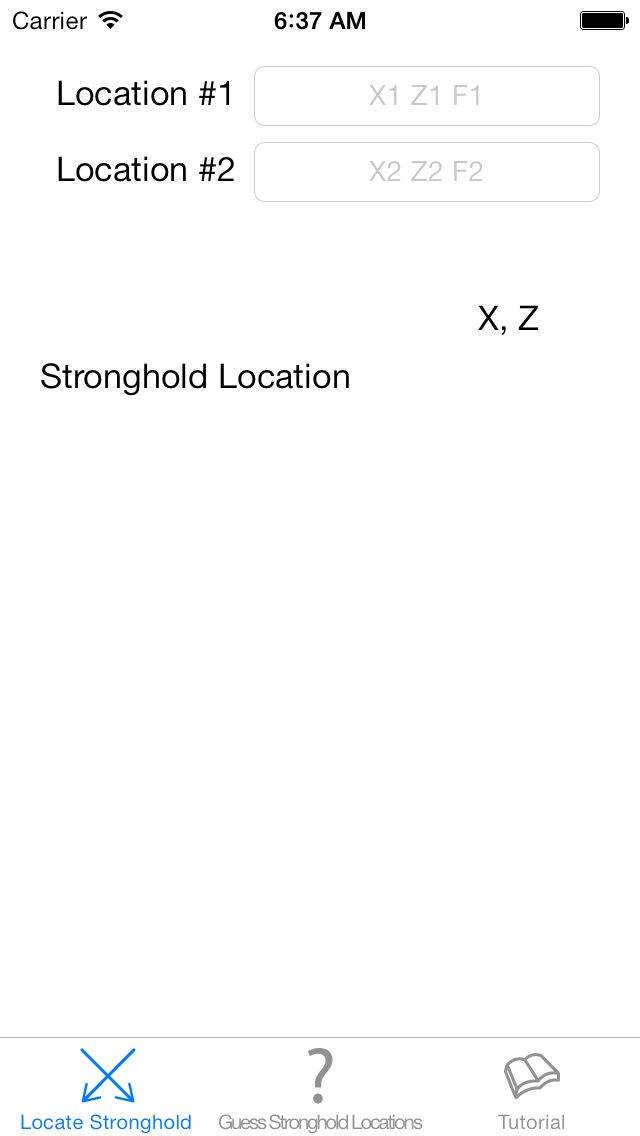 Carrier 6:37 AM
Location #1 X1 Z1 F1
Location #2 X2 Z2 F2
X, Z
Stronghold Location
Locate Stronghold Guess Stronghold Locations Tutorial